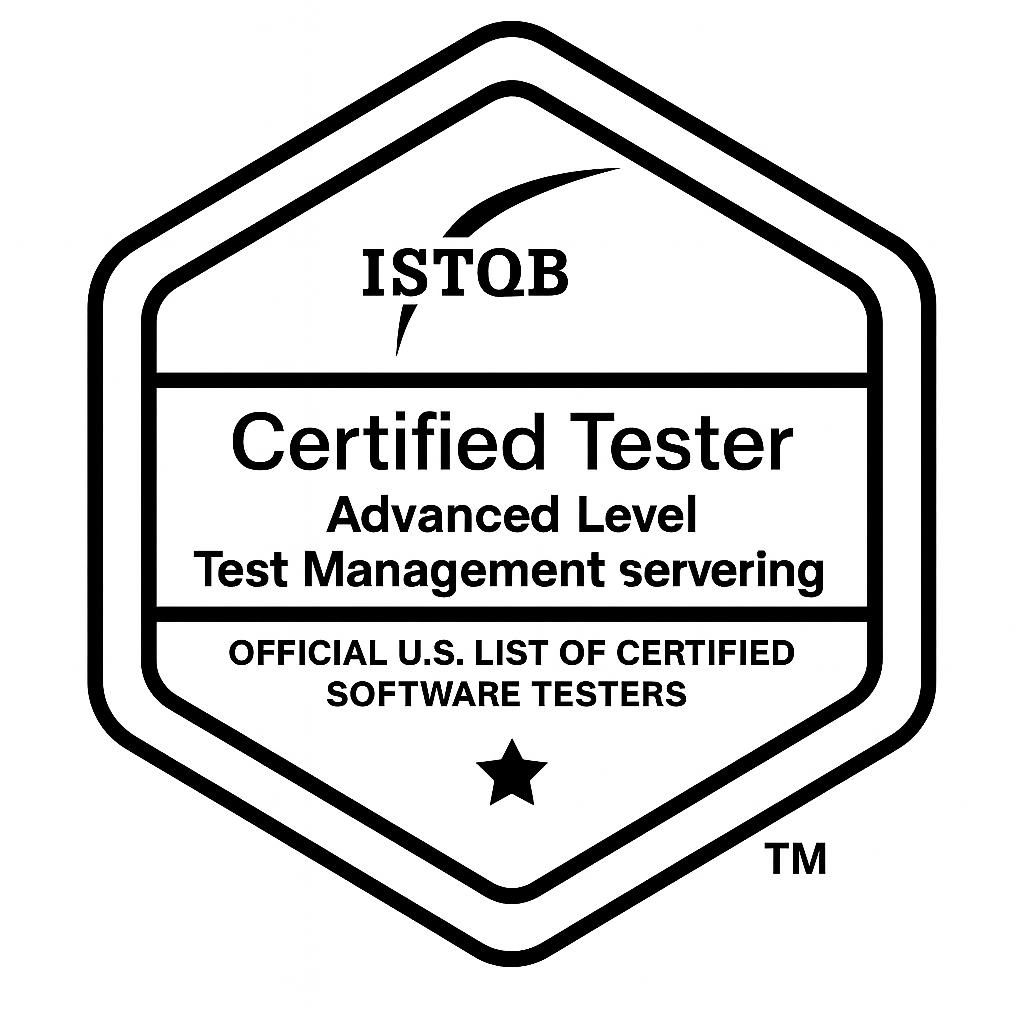 ISTQB
Certified Tester
Advanced Level
Test Management servering
OFFICIAL U.S. LIST OF CERTIFIED
SOFTWARE TESTERS
TM